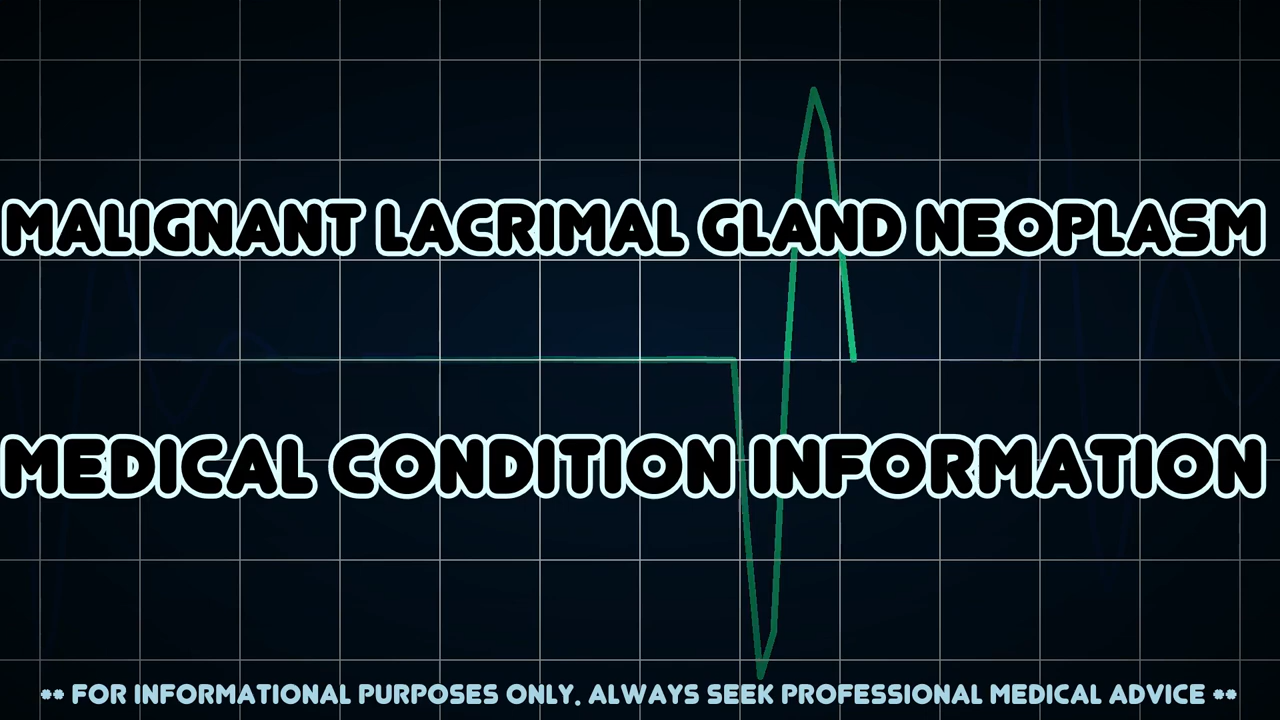 MALIGNANT LACRIMAL GLAND NEOPLASM
MEDICAL CONDITION INFORMATION
** FOR INFORMATIONAL PURPOSES ONLY. ALWAYS SEEK PROFESSIONAL MEDICAL ADVICE **